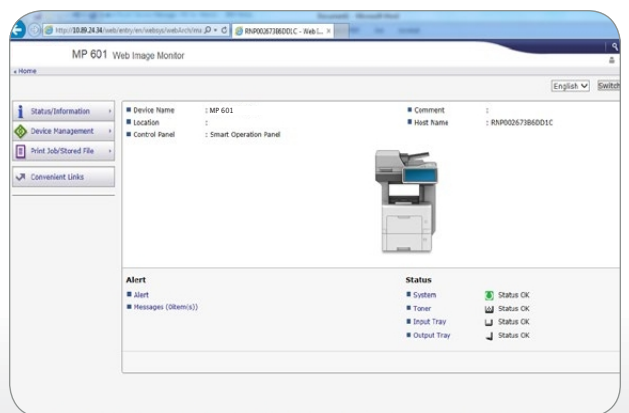 http://10.89.24.34/web/entry/en/websys/webArch/ma
RNP002673B6DD1C - Web I...
MP 601 Web Image Monitor
Home
English
Switch
Status/Information
Device Management
Print Job/Stored File
Convenient Links
Device Name : MP 601
Location :
Control Panel : Smart Operation Panel
Comment :
Host Name : RNP002673B6DD1C
Alert
Alert
Messages (0item(s))
Status
System Status OK
Toner Status OK
Input Tray Status OK
Output Tray Status OK